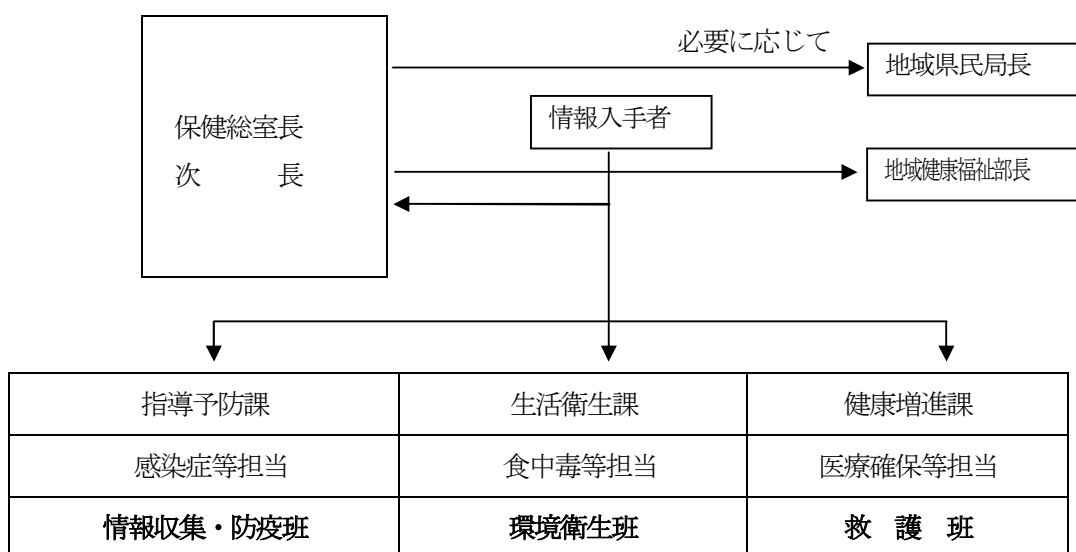 必要に応じて
地域県民局長
情報入手者
保健総室長
次　　長
地域健康福祉部長
指導予防課　生活衛生課　健康増進課
感染症等担当　食中毒等担当　医療確保等担当
情報収集・防疫班　環境衛生班　救　護　班